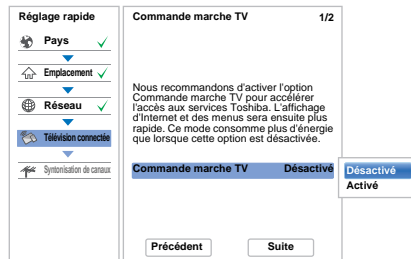 Réglage rapide
Pays
Emplacement
Réseau
Télévision connectée
Syntonisation de canaux
Commande marche TV 1/2
Nous recommandons d'activer l'option
Commande marche TV pour accélérer
l'accès aux services Toshiba. L'affichage
d'Internet et des menus sera ensuite plus
rapide. Ce mode consomme plus d'énergie
que lorsque cette option est désactivée.
Commande marche TV Désactivé
Désactivé
Activé
Précédent Suite